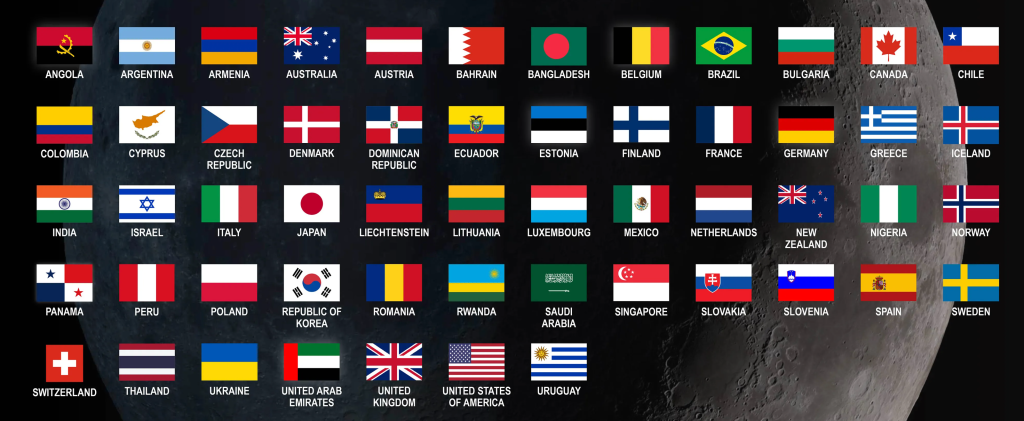 ANGOLA ARGENTINA ARMENIA AUSTRALIA AUSTRIA BAHRAIN BANGLADESH BELGIUM BRAZIL BULGARIA CANADA CHILE
COLOMBIA CYPRUS CZECH REPUBLIC DENMARK DOMINICAN REPUBLIC ECUADOR ESTONIA FINLAND FRANCE GERMANY GREECE ICELAND
INDIA ISRAEL ITALY JAPAN LIECHTENSTEIN LITHUANIA LUXEMBOURG MEXICO NETHERLANDS NEW ZEALAND NIGERIA NORWAY
PANAMA PERU POLAND REPUBLIC OF KOREA ROMANIA RWANDA SAUDI ARABIA SINGAPORE SLOVAKIA SLOVENIA SPAIN SWEDEN
SWITZERLAND THAILAND UKRAINE UNITED ARAB EMIRATES UNITED KINGDOM UNITED STATES OF AMERICA URUGUAY